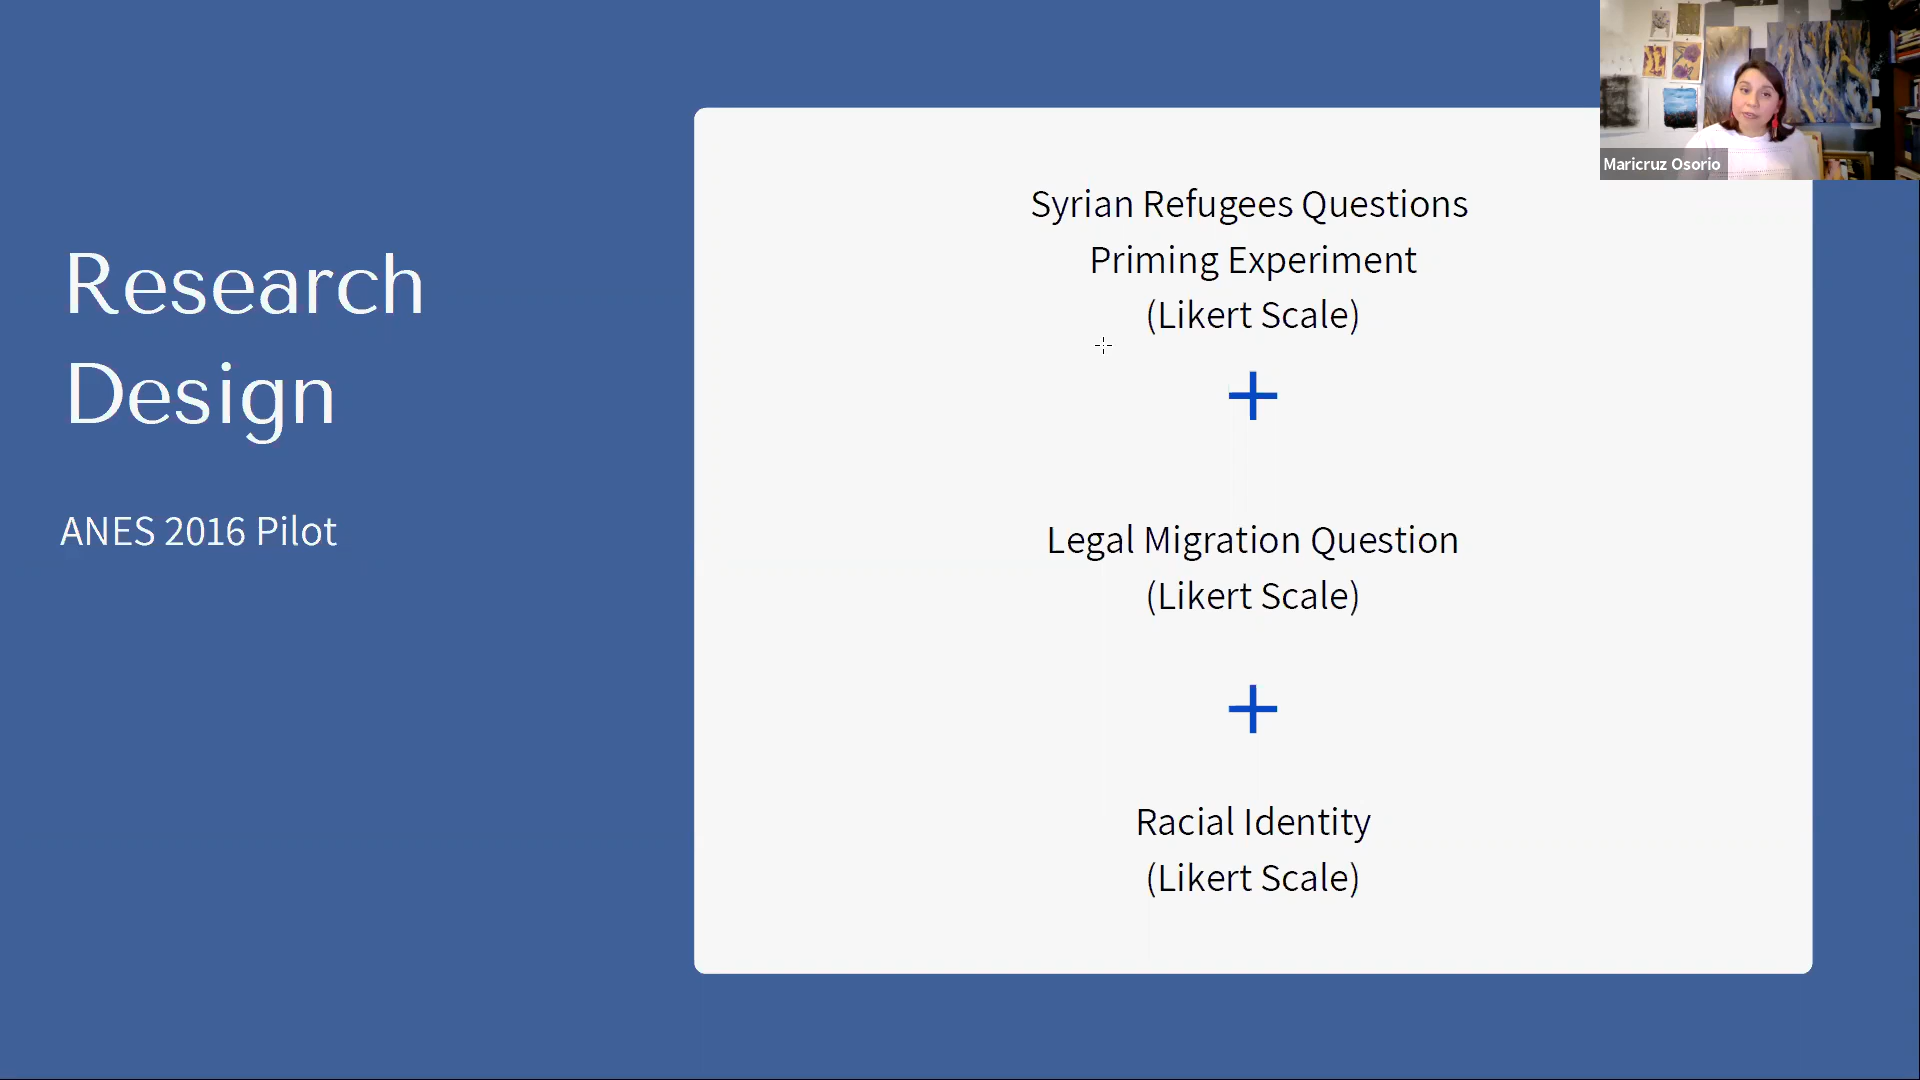 Research
Design
ANES 2016 Pilot
Syrian Refugees Questions
Priming Experiment
(Likert Scale)
+
Legal Migration Question
(Likert Scale)
+
Racial Identity
(Likert Scale)
Maricruz Osorio